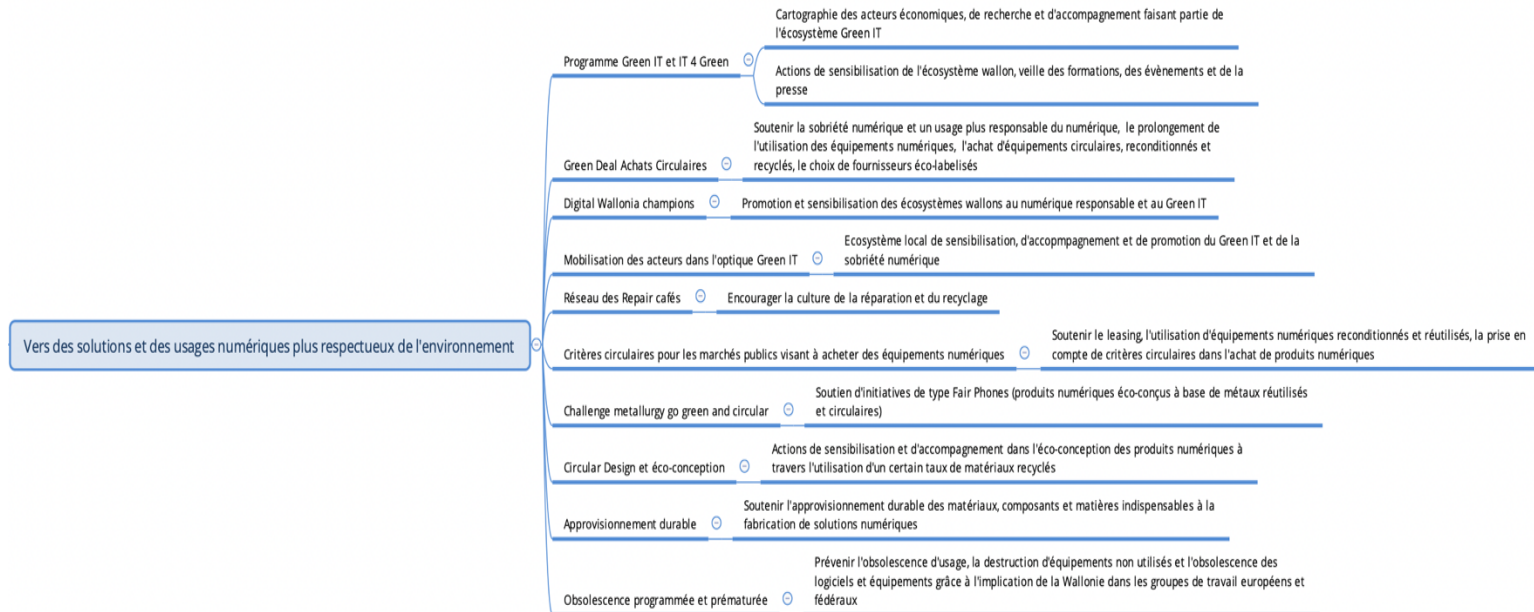 Vers des solutions et des usages numériques plus respectueux de l'environnement
Programme Green IT et IT 4 Green
Cartographie des acteurs économiques, de recherche et d'accompagnement faisant partie de
l'écosystème Green IT
Actions de sensibilisation de l'écosystème wallon, veille des formations, des évènements et de la
presse
Green Deal Achats Circulaires
Soutenir la sobriété numérique et un usage plus responsable du numérique, le prolongement de
l'utilisation des équipements numériques, l'achat d'équipements circulaires, reconditionnés et
recyclés, le choix de fournisseurs éco-labelisés
Digital Wallonia champions
Promotion et sensibilisation des écosystèmes wallons au numérique responsable et au Green IT
Mobilisation des acteurs dans l'optique Green IT
Ecosystème local de sensibilisation, d'accopmpagnement et de promotion du Green IT et de la
sobriété numérique
Réseau des Repair cafés
Encourager la culture de la réparation et du recyclage
Critères circulaires pour les marchés publics visant à acheter des équipements numériques
Soutenir le leasing, l'utilisation d'équipements numériques reconditionnés et réutilisés, la prise en
compte de critères circulaires dans l'achat de produits numériques
Challenge metallurgy go green and circular
Soutien d'initiatives de type Fair Phones (produits numériques éco-conçus à base de métaux réutilisés
et circulaires)
Circular Design et éco-conception
Actions de sensibilisation et d'accompagnement dans l'éco-conception des produits numériques à
travers l'utilisation d'un certain taux de matériaux recyclés
Approvisionnement durable
Soutenir l'approvisionnement durable des matériaux, composants et matières indispensables à la
fabrication de solutions numériques
Obsolescence programmée et prématurée
Prévenir l'obsolescence d'usage, la destruction d'équipements non utilisés et l'obsolescence des
logiciels et équipements grâce à l'implication de la Wallonie dans les groupes de travail européens et
fédéraux